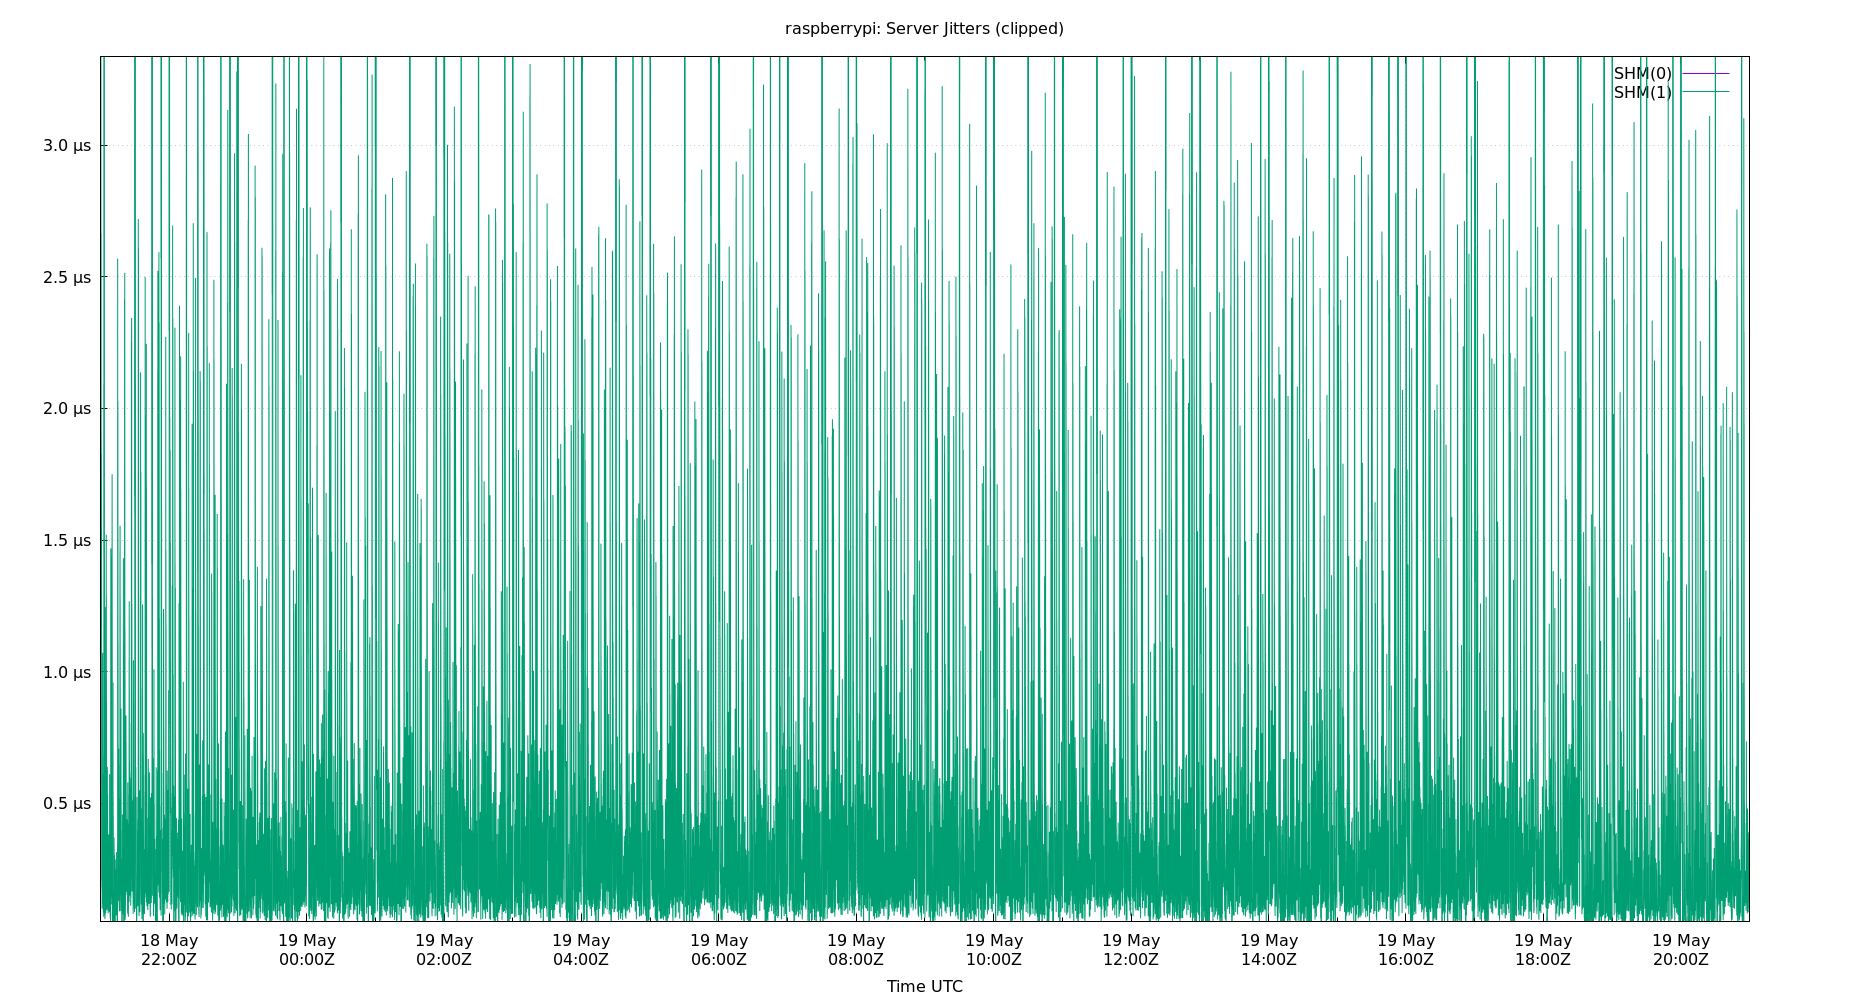 raspberrypi: Server Jitters (clipped)
SHM(0)
SHM(1)
3.0 µs
2.5 µs
2.0 µs
1.5 µs
1.0 µs
0.5 µs
18 May 19 May 19 May 19 May 19 May 19 May 19 May 19 May 19 May 19 May 19 May 19 May
22:00Z 00:00Z 02:00Z 04:00Z 06:00Z 08:00Z 10:00Z 12:00Z 14:00Z 16:00Z 18:00Z 20:00Z
Time UTC